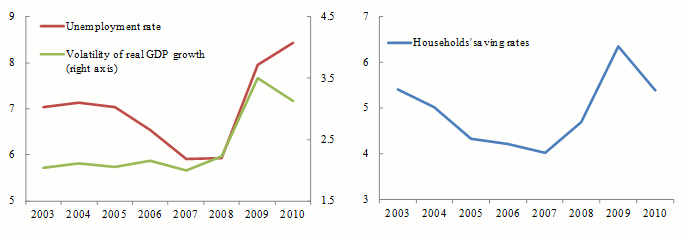 9
8
7
6
5
Unemployment rate
Volatility of real GDP growth
(right axis)
4.5
3.5
2.5
1.5
2003 2004 2005 2006 2007 2008 2009 2010
7
6
5
4
3
Households' saving rates
2003 2004 2005 2006 2007 2008 2009 2010